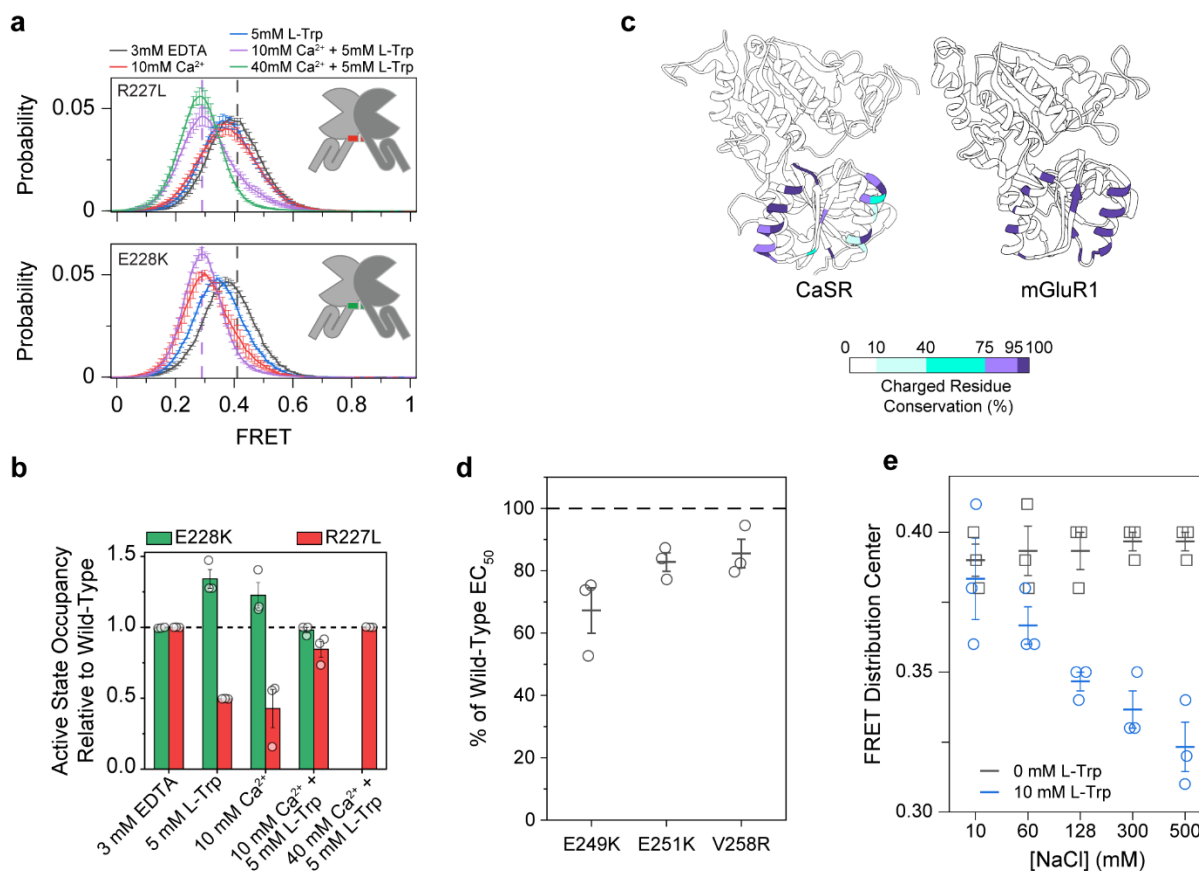 a
3mM EDTA
10mM Ca²⁺
5mM L-Trp
10mM Ca²⁺ + 5mM L-Trp
40mM Ca²⁺ + 5mM L-Trp
R227L
0.05
0
Probability
E228K
0.05
0
Probability
0 0.2 0.4 0.6 0.8 1
FRET
b
E228K R227L
1.5
1.0
0.5
0.0
Active State Occupancy
Relative to Wild-Type
3 mM EDTA
5 mM L-Trp
10 mM Ca²⁺
10 mM Ca²⁺ +
5 mM L-Trp
40 mM Ca²⁺ +
5 mM L-Trp
c
CaSR
mGluR1
0 10 40 75 95 100
Charged Residue
Conservation (%)
d
100
80
60
40
20
0
% of Wild-Type EC₅₀
E249K E251K V258R
e
0.40
0.35
0.30
FRET Distribution Center
0 mM L-Trp
10 mM L-Trp
10 60 128 300 500
[NaCl] (mM)